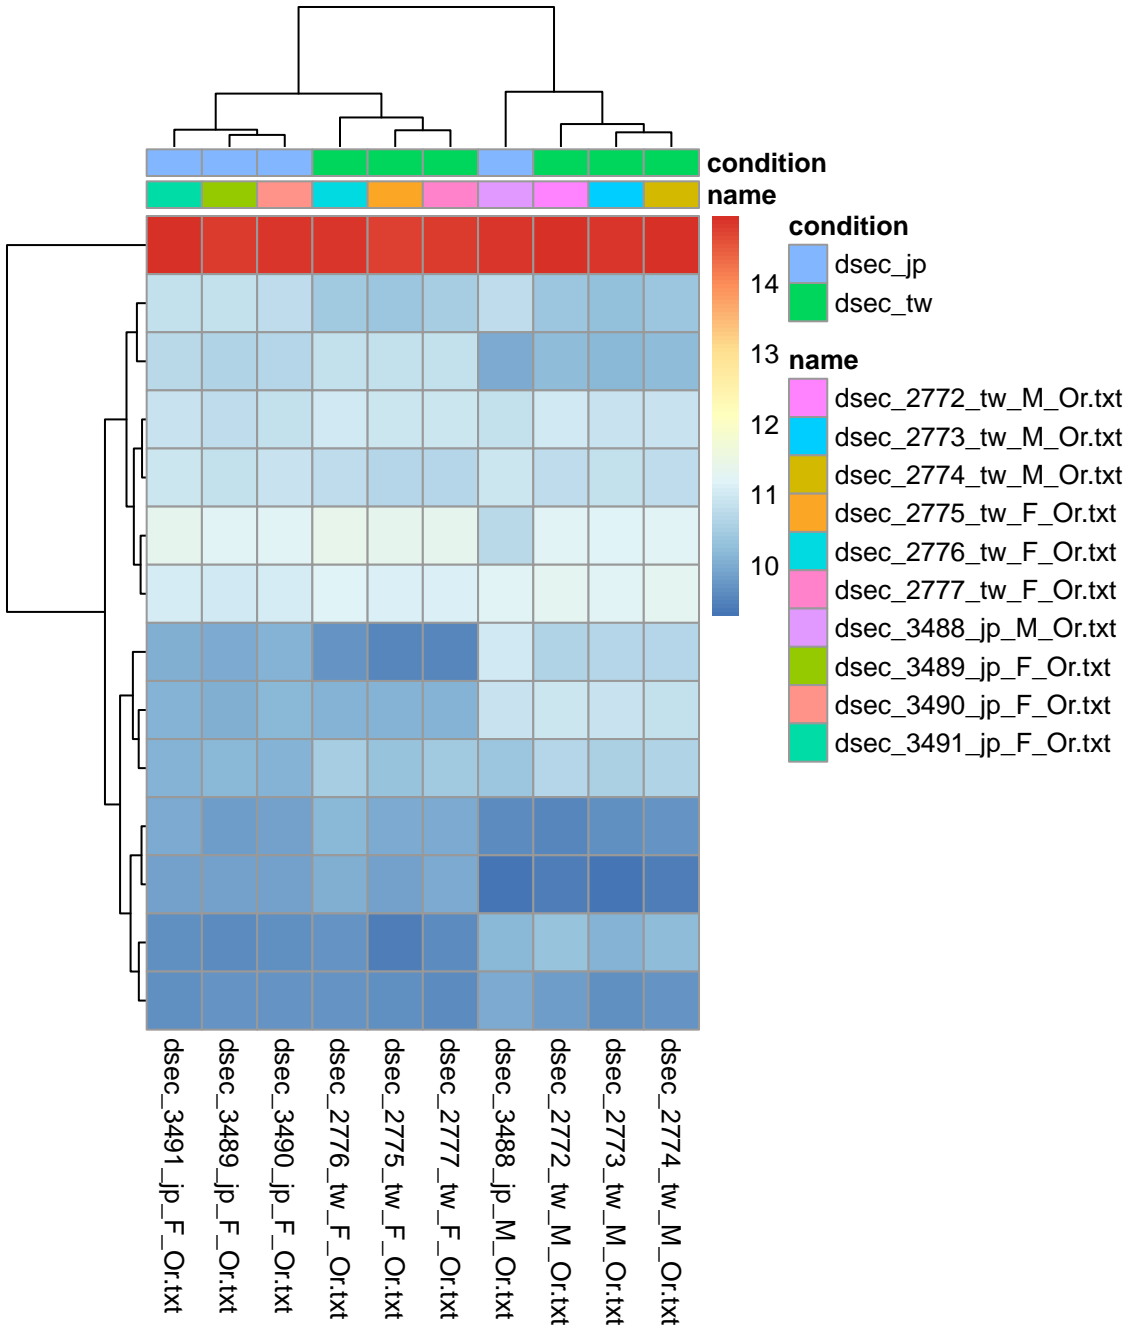 condition
name
14
13
12
11
10
condition
dsec_jp
dsec_tw
name
dsec_2772_tw_M_Or.txt
dsec_2773_tw_M_Or.txt
dsec_2774_tw_M_Or.txt
dsec_2775_tw_F_Or.txt
dsec_2776_tw_F_Or.txt
dsec_2777_tw_F_Or.txt
dsec_3488_jp_M_Or.txt
dsec_3489_jp_F_Or.txt
dsec_3490_jp_F_Or.txt
dsec_3491_jp_F_Or.txt
dsec_3491_jp_F_Or.txt
dsec_3489_jp_F_Or.txt
dsec_3490_jp_F_Or.txt
dsec_2776_tw_F_Or.txt
dsec_2775_tw_F_Or.txt
dsec_2777_tw_F_Or.txt
dsec_3488_jp_M_Or.txt
dsec_2772_tw_M_Or.txt
dsec_2773_tw_M_Or.txt
dsec_2774_tw_M_Or.txt